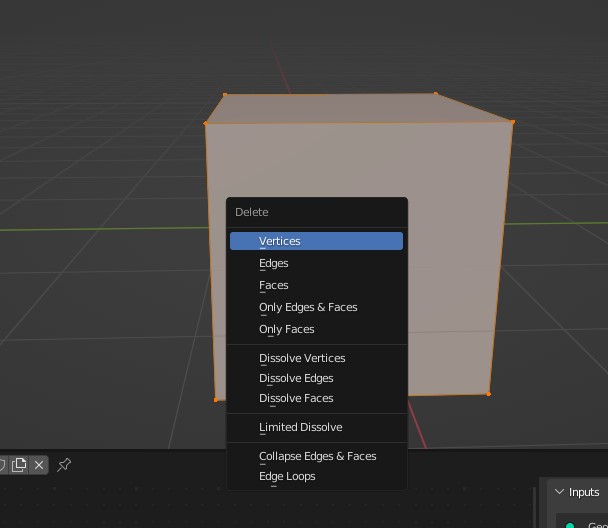 Delete
Vertices
Edges
Faces
Only Edges & Faces
Only Faces
Dissolve Vertices
Dissolve Edges
Dissolve Faces
Limited Dissolve
Collapse Edges & Faces
Edge Loops
Inputs